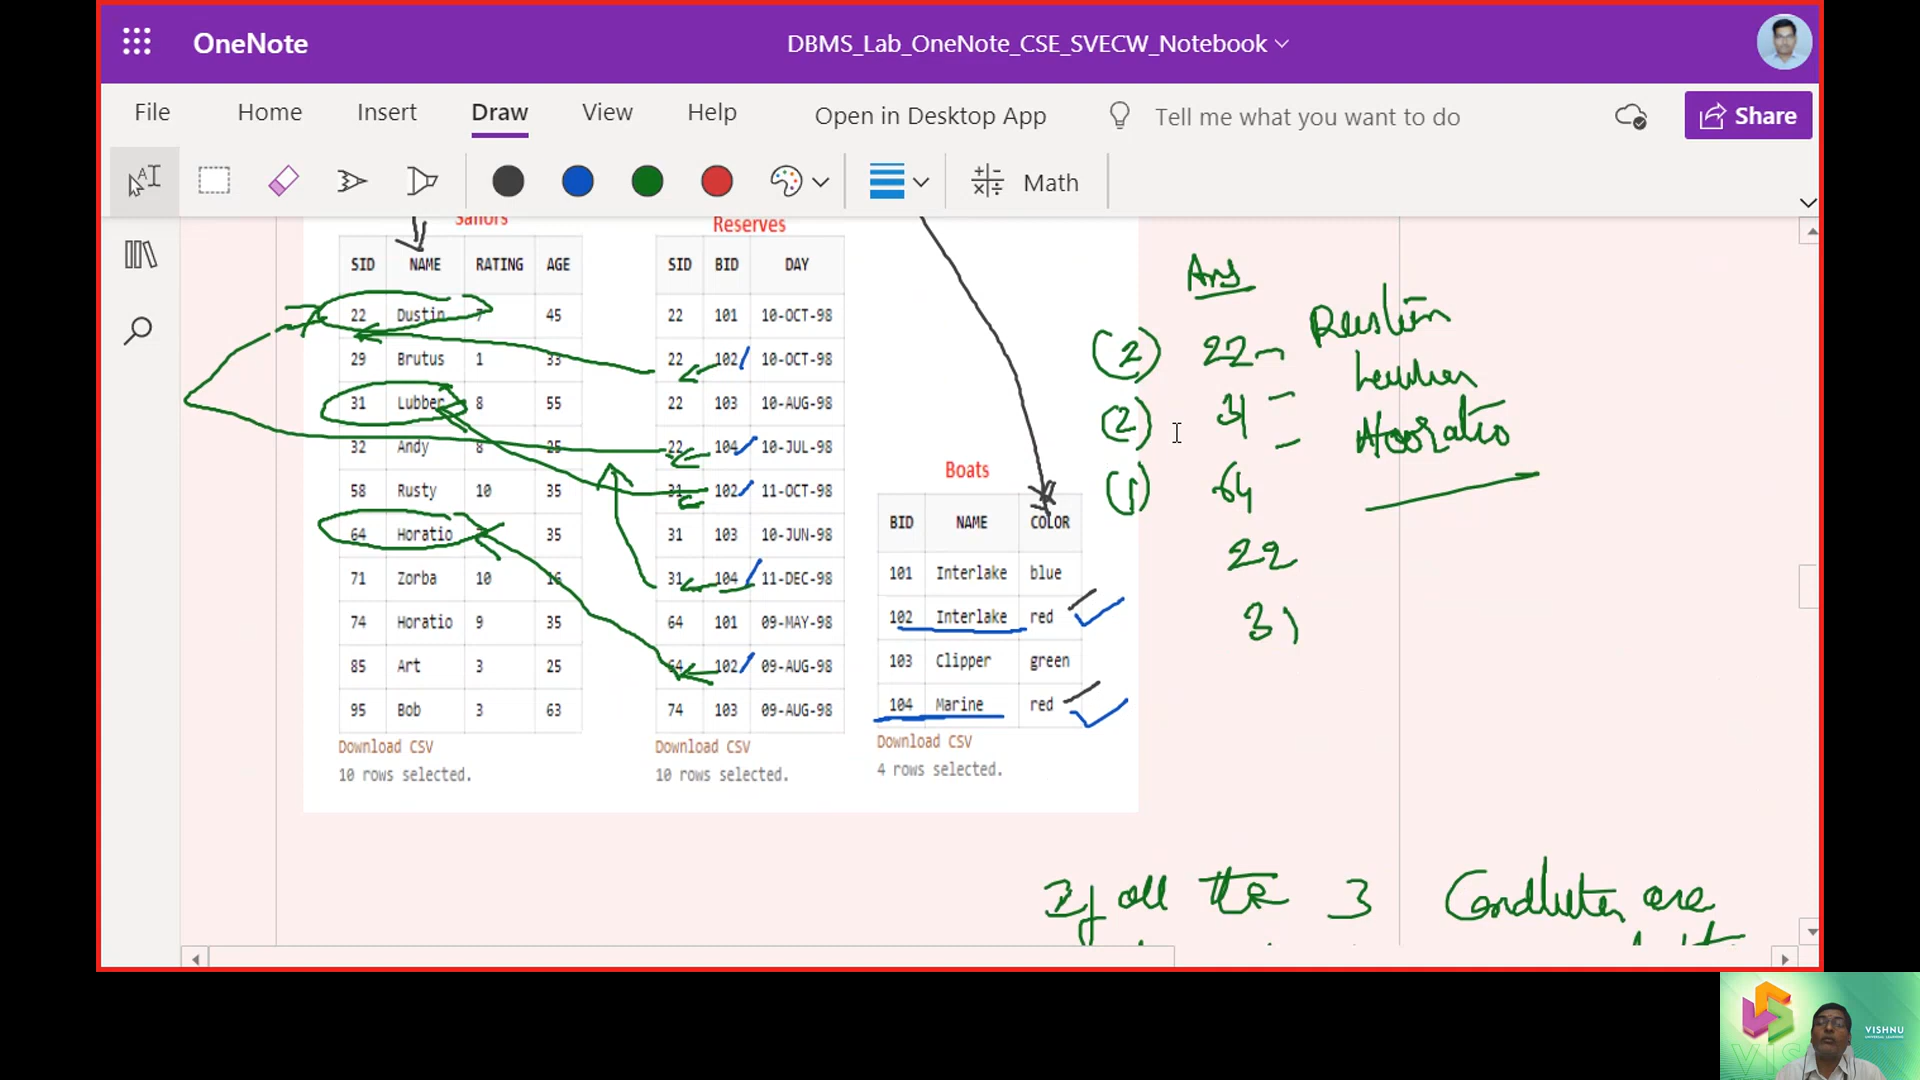 OneNote
DBMS_Lab_OneNote_CSE_SVECW_Notebook
File Home Insert Draw View Help Open in Desktop App Tell me what you want to do Share
Math
Sailors
SID NAME RATING AGE
22 Dustin 7 45
29 Brutus 1 33
31 Lubber 8 55
32 Andy 8 25
58 Rusty 10 35
64 Horatio 35
71 Zorba 10 16
74 Horatio 9 35
85 Art 3 25
95 Bob 3 63
Download CSV
10 rows selected.
Reserves
SID BID DAY
22 101 10-OCT-98
22 102 10-OCT-98
22 103 10-AUG-98
22 104 10-JUL-98
31 102 11-OCT-98
31 103 10-JUN-98
31 104 11-DEC-98
64 101 09-MAY-98
64 102 09-AUG-98
74 103 09-AUG-98
Download CSV
10 rows selected.
Boats
BID NAME COLOR
101 Interlake blue
102 Interlake red
103 Clipper green
104 Marine red
Download CSV
4 rows selected.
Ans
(2) 22 - Dustin
(2) 31 - Lubber
(1) 64 - Horatio
22
31
If all the 3 are
VISHNU
UNIVERSAL LEARNING